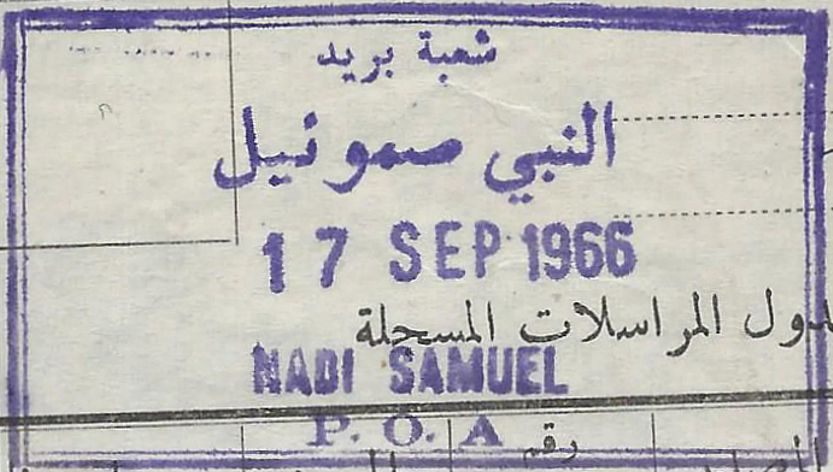 شعبة بريد
النبي صموئيل
17 SEP 1966
المراسلات المسجلة
NABI SAMUEL
P. O. A
رقم